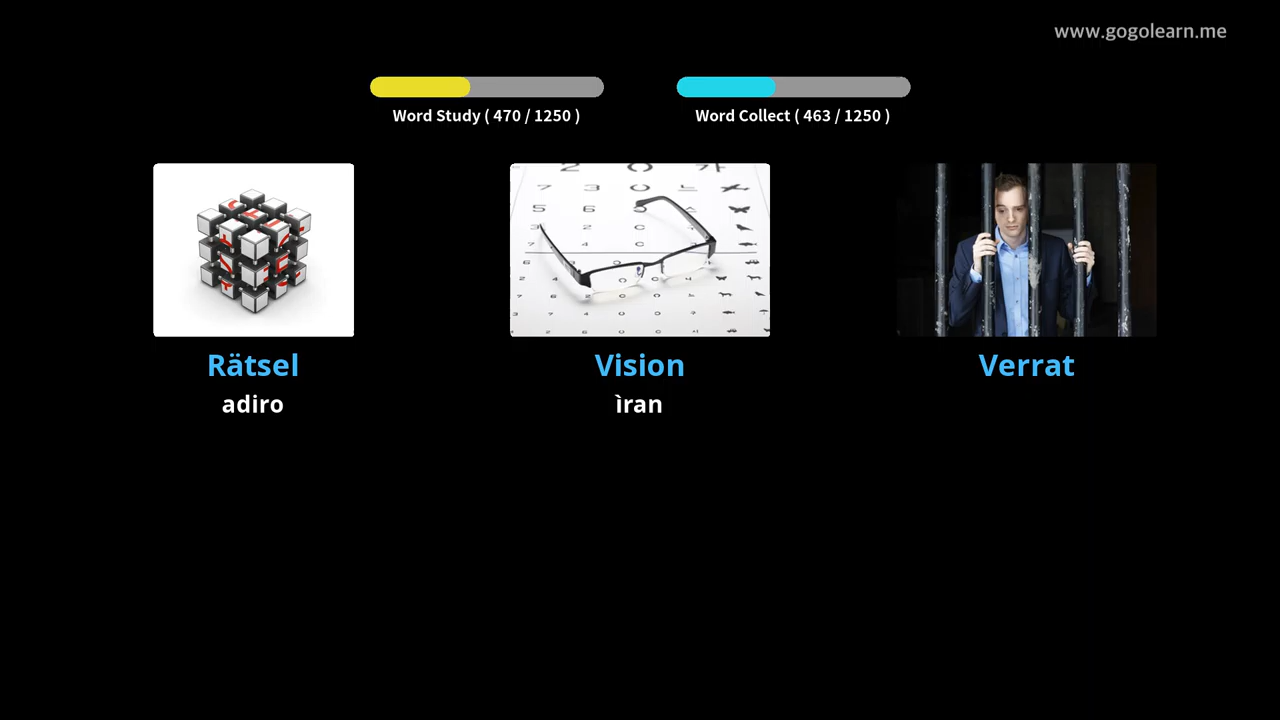 www.gogolearn.me
Word Study ( 470 / 1250 )
Word Collect ( 463 / 1250 )
Rätsel
Vision
Verrat
adiro
ìran